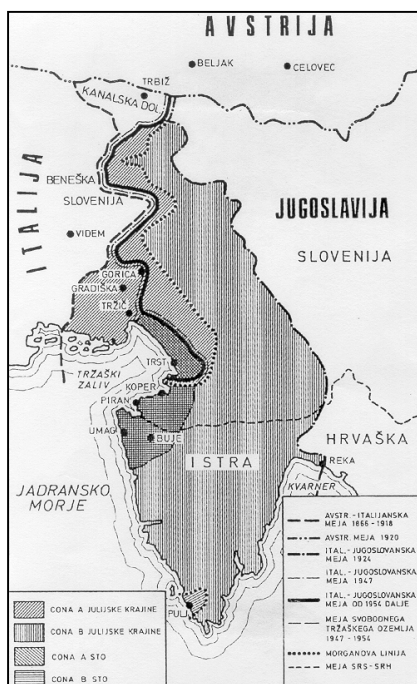 AVSTRIJA
BELJAK
CELOVEC
TRBIŽ
KANALSKA DOL.
ITALIJA
BENEŠKA
SLOVENIJA
JUGOSLAVIJA
SLOVENIJA
VIDEM
GORICA
GRADIŠKA
TRŽIČ
TRŽAŠKI
ZALIV
TRST
KOPER
PIRAN
UMAG
BUJE
HRVAŠKA
REKA
ISTRA
KVARNER
JADRANSKO
MORJE
PULJ
CONA A JULIJSKE KRAJINE
CONA B JULIJSKE KRAJINE
CONA A STO
CONA B STO
AVSTR.-ITALIJANSKA
MEJA 1866-1918
AVSTR. MEJA 1920
ITAL.-JUGOSLOVANSKA
MEJA 1924
ITAL.-JUGOSLOVANSKA
MEJA 1947
ITAL.-JUGOSLOVANSKA
MEJA OD 1954 DALJE
MEJA SVOBODNEGA
TRŽAŠKEGA OZEMLJA
1947-1954
MORGANOVA LINIJA
MEJA SRS-SRH